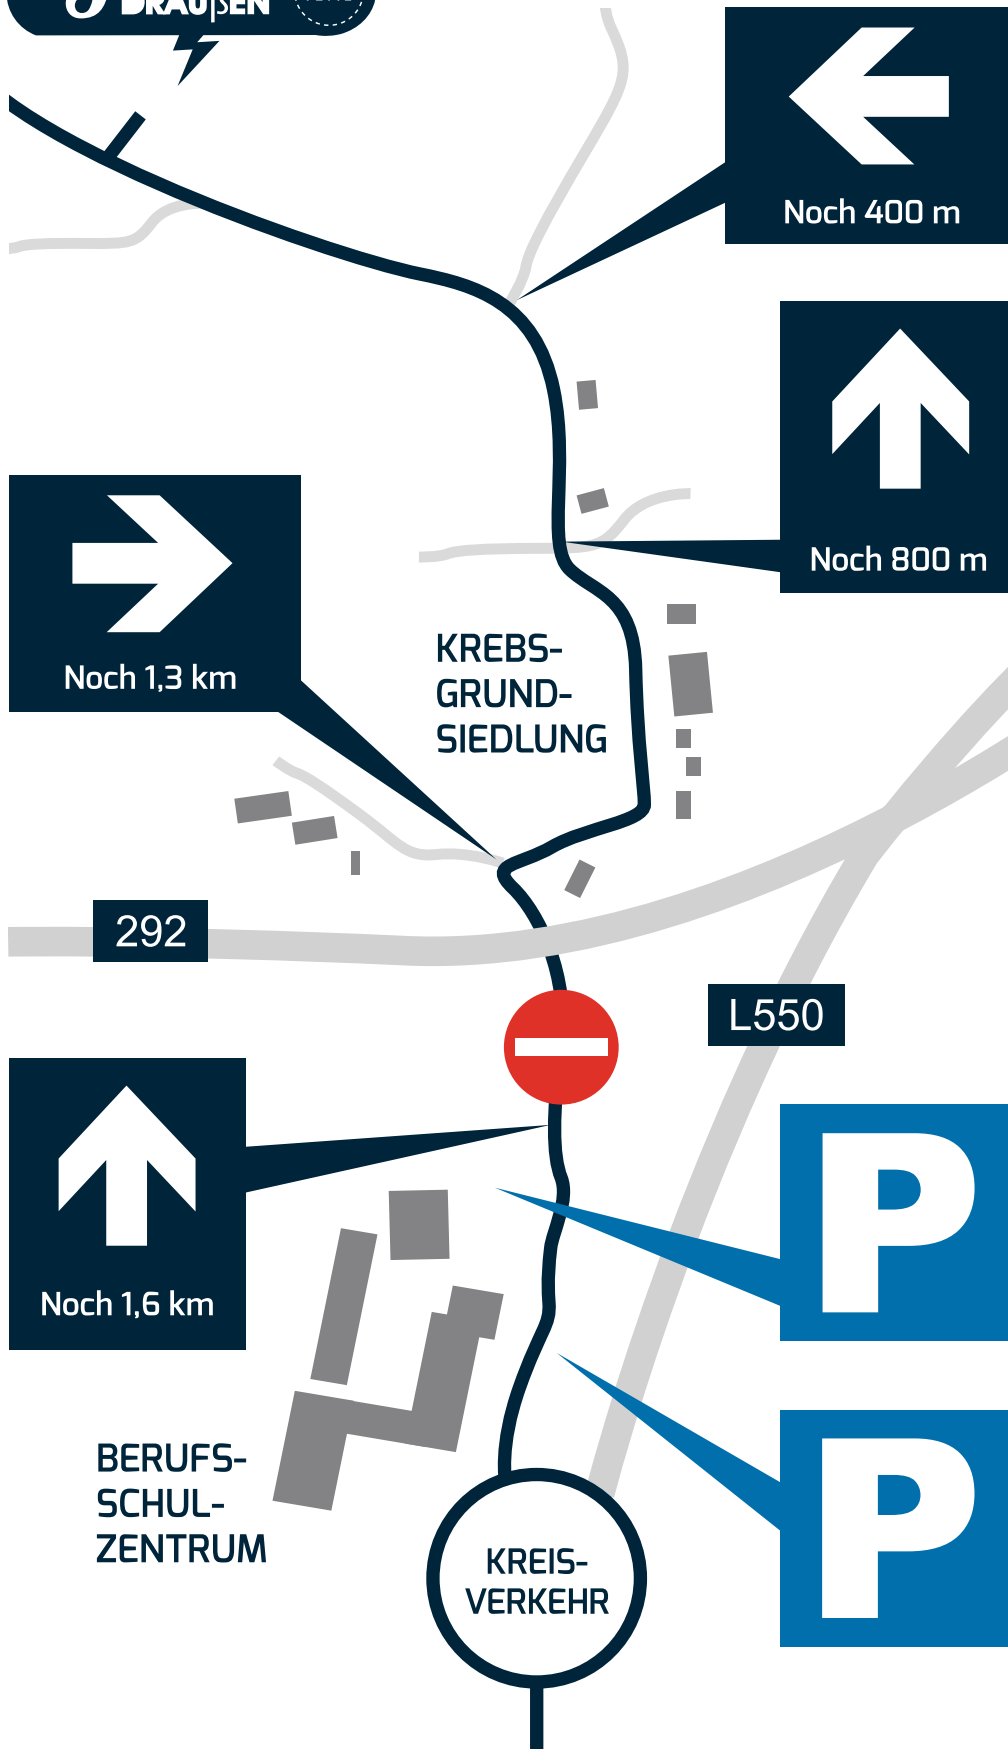 DRAUßEN
Noch 400 m
Noch 800 m
Noch 1,3 km
KREBS-
GRUND-
SIEDLUNG
292
L550
Noch 1,6 km
P
P
BERUFS-
SCHUL-
ZENTRUM
KREIS-
VERKEHR